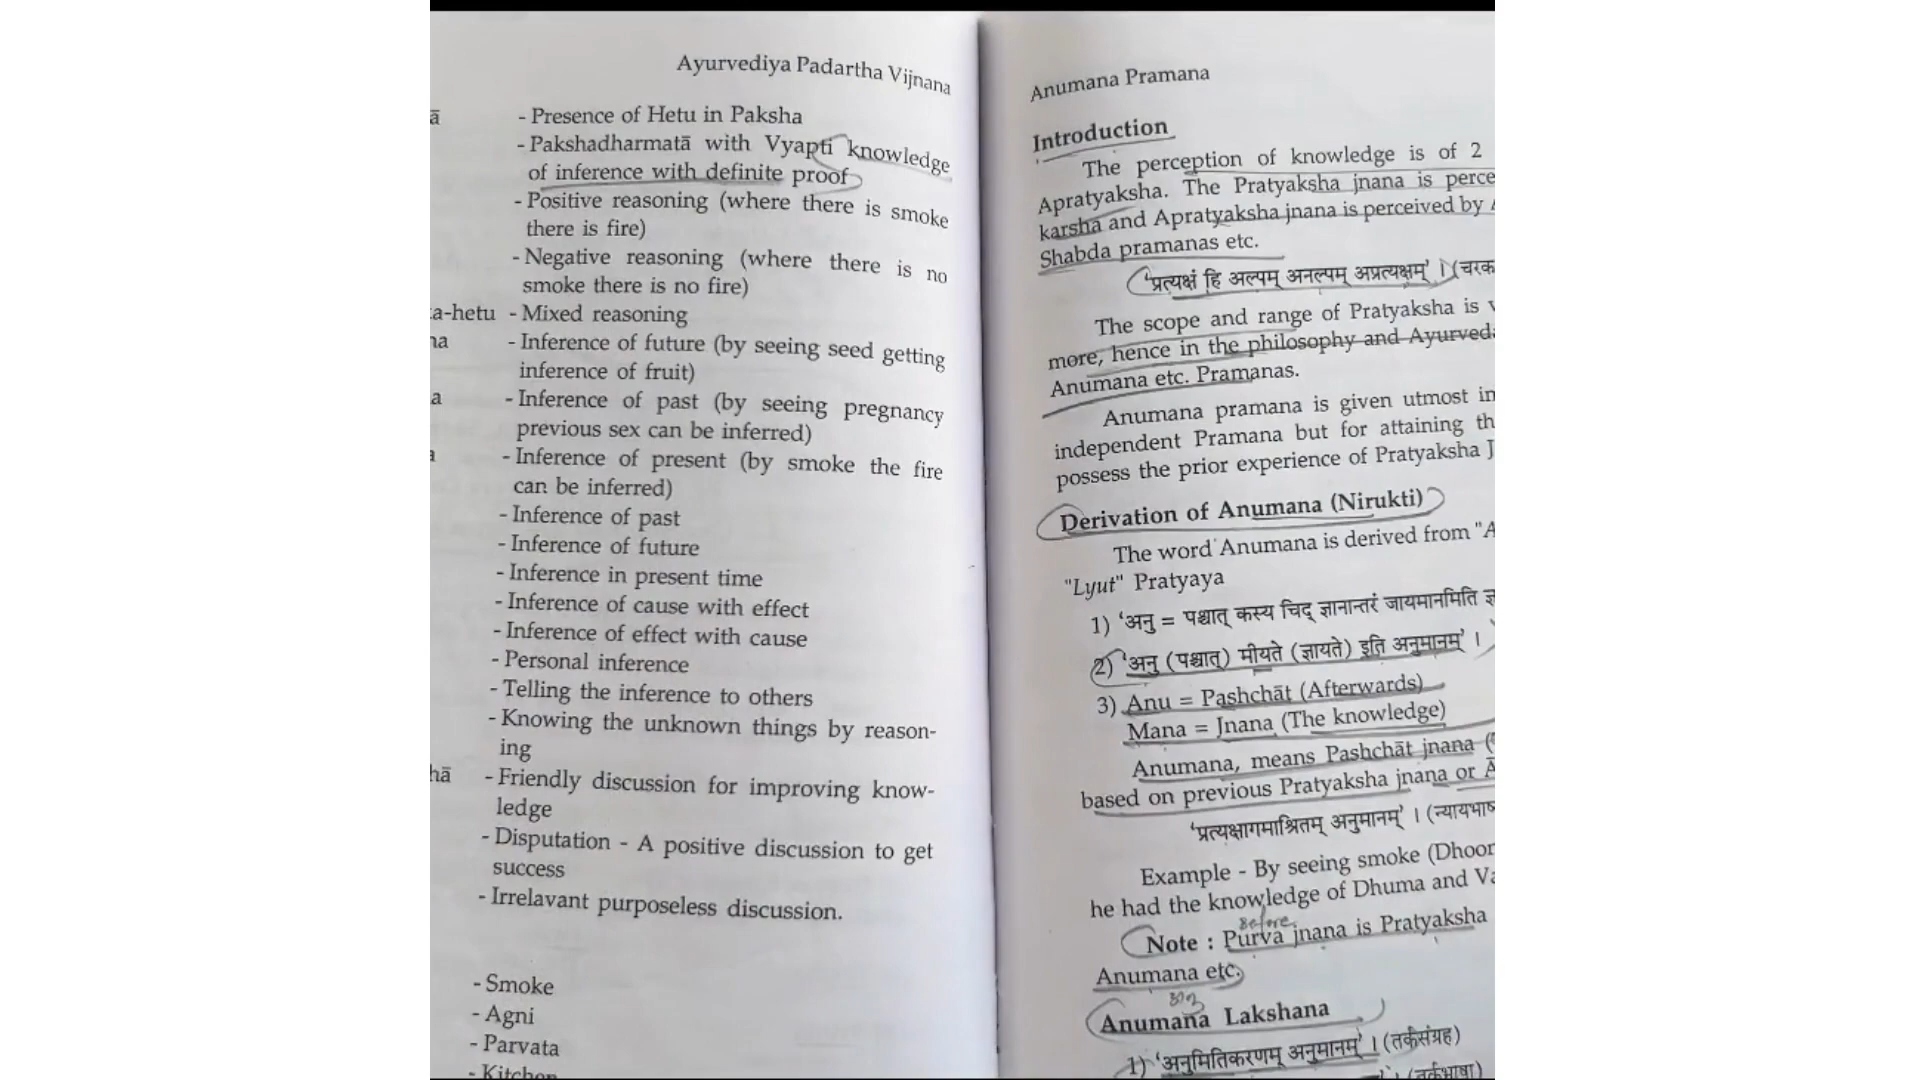 Ayurvediya Padartha Vijnana
ā - Presence of Hetu in Paksha
- Pakshadharmatā with Vyapti knowledge
of inference with definite proof
- Positive reasoning (where there is smoke
there is fire)
- Negative reasoning (where there is no
smoke there is no fire)
a-hetu - Mixed reasoning
na - Inference of future (by seeing seed getting
inference of fruit)
a - Inference of past (by seeing pregnancy
previous sex can be inferred)
- Inference of present (by smoke the fire
can be inferred)
- Inference of past
- Inference of future
- Inference in present time
- Inference of cause with effect
- Inference of effect with cause
- Personal inference
- Telling the inference to others
- Knowing the unknown things by reason-
ing
hā - Friendly discussion for improving know-
ledge
- Disputation - A positive discussion to get
success
- Irrelavant purposeless discussion.
- Smoke
- Agni
- Parvata
- Kitchen
Anumana Pramana
Introduction
The perception of knowledge is of 2
Apratyaksha. The Pratyaksha jnana is perce
karsha and Apratyaksha jnana is perceived by
Shabda pramanas etc.
'प्रत्यक्षं हि अल्पम् अनल्पम् अप्रत्यक्षम्' । (चरक
The scope and range of Pratyaksha is
more, hence in the philosophy and Ayurved
Anumana etc. Pramanas.
Anumana pramana is given utmost im
independent Pramana but for attaining th
possess the prior experience of Pratyaksha J
Derivation of Anumana (Nirukti)
The word Anumana is derived from "A
"Lyut" Pratyaya
1) 'अनु = पश्चात् कस्य चिद् ज्ञानान्तरं जायमानमिति ज्ञ
2) 'अनु (पश्चात्) मीयते (ज्ञायते) इति अनुमानम्' ।
3) Anu = Pashchāt (Afterwards)
Mana = Jnana (The knowledge)
Anumana, means Pashchāt jnana (
based on previous Pratyaksha jnana or Ā
'प्रत्यक्षागमाश्रितम् अनुमानम्' । (न्यायभाष
Example - By seeing smoke (Dhoor
he had the knowledge of Dhuma and Va
Before
Note : Purva jnana is Pratyaksha
Anumana etc.
Anumana Lakshana
1) 'अनुमितिकरणम् अनुमानम्' । (तर्कसंग्रह)
(तर्कभाषा)